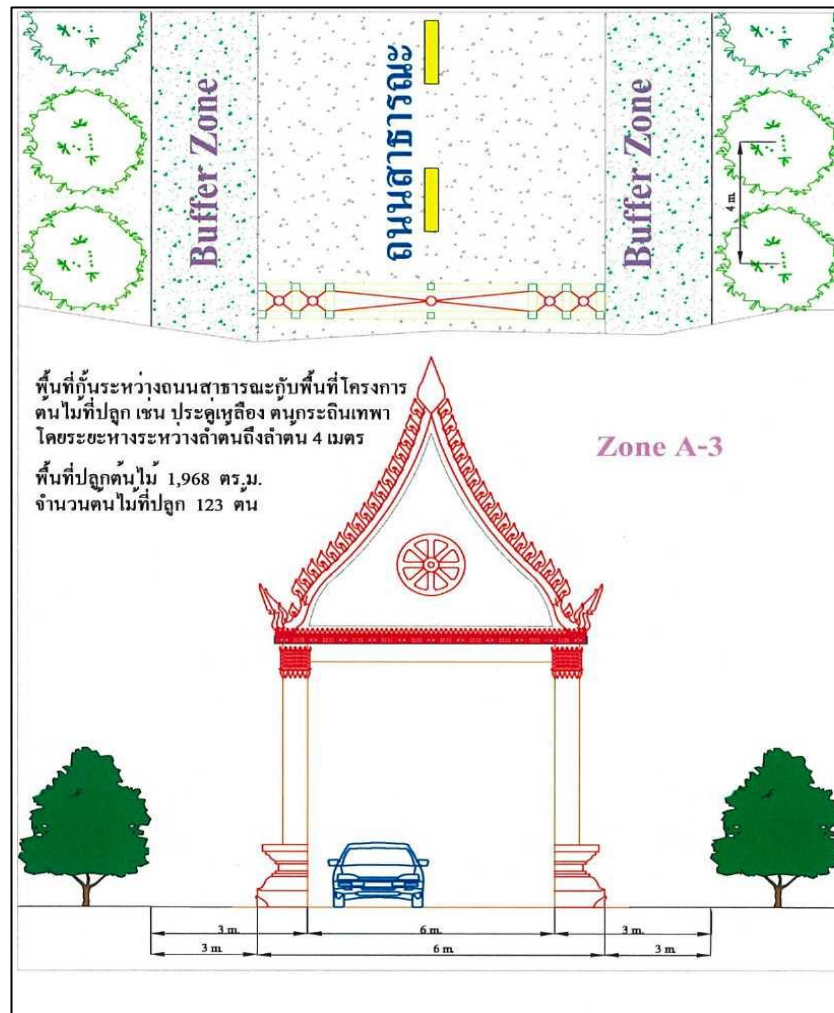 Buffer Zone
ถนนสาธารณะ
Buffer Zone
4 m.
พื้นที่กั้นระหว่างถนนสาธารณะกับพื้นที่โครงการ
ต้นไม้ที่ปลูก เช่น ประดู่เหลือง ต้นกระถินเทพา
โดยระยะห่างระหว่างลำต้นถึงลำต้น 4 เมตร
Zone A-3
พื้นที่ปลูกต้นไม้ 1,968 ตร.ม.
จำนวนต้นไม้ที่ปลูก 123 ต้น
3 m. 6 m. 3 m.
3 m. 6 m. 3 m.